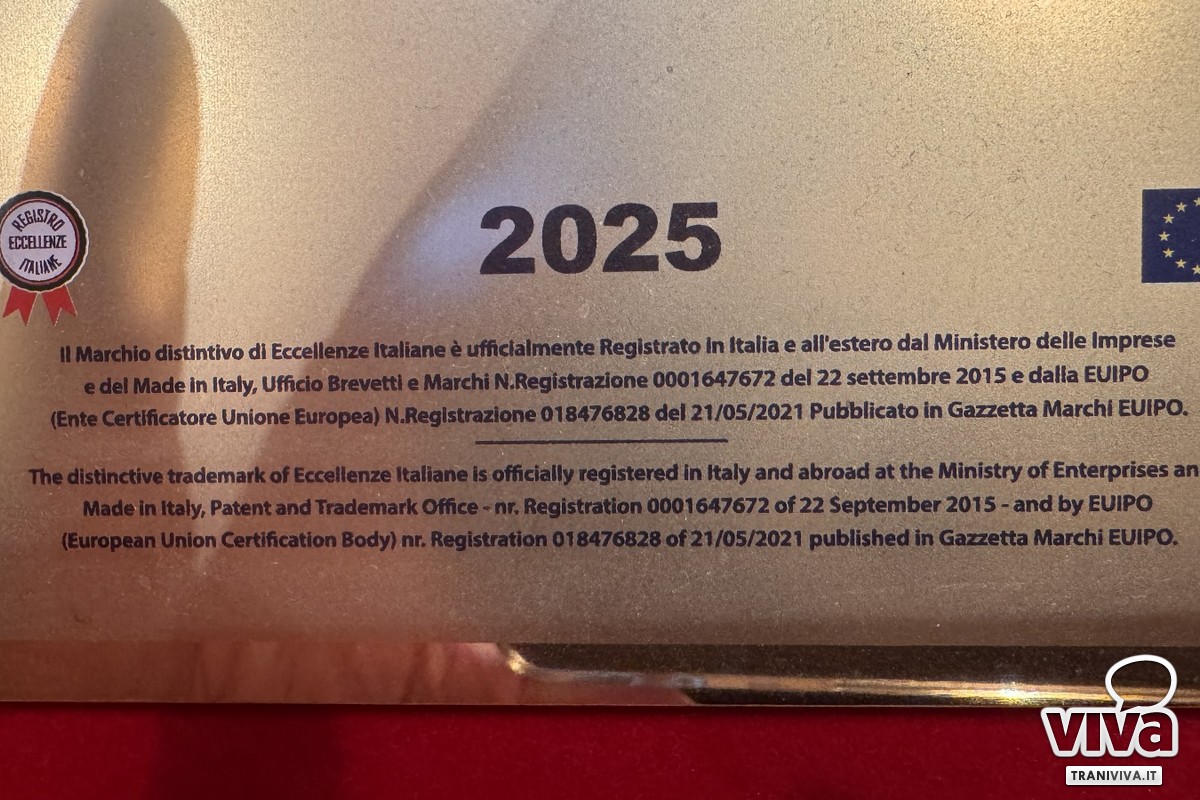 2025
REGISTRO
ECCELLENZE
ITALIANE
Il Marchio distintivo di Eccellenze Italiane è ufficialmente Registrato in Italia e all'estero dal Ministero delle Imprese
e del Made in Italy, Ufficio Brevetti e Marchi N.Registrazione 0001647672 del 22 settembre 2015 e dalla EUIPO
(Ente Certificatore Unione Europea) N.Registrazione 018476828 del 21/05/2021 Pubblicato in Gazzetta Marchi EUIPO.
The distinctive trademark of Eccellenze Italiane is officially registered in Italy and abroad at the Ministry of Enterprises an
Made in Italy, Patent and Trademark Office - nr. Registration 0001647672 of 22 September 2015 - and by EUIPO
(European Union Certification Body) nr. Registration 018476828 of 21/05/2021 published in Gazzetta Marchi EUIPO.
viva
TRANIVIVA.IT